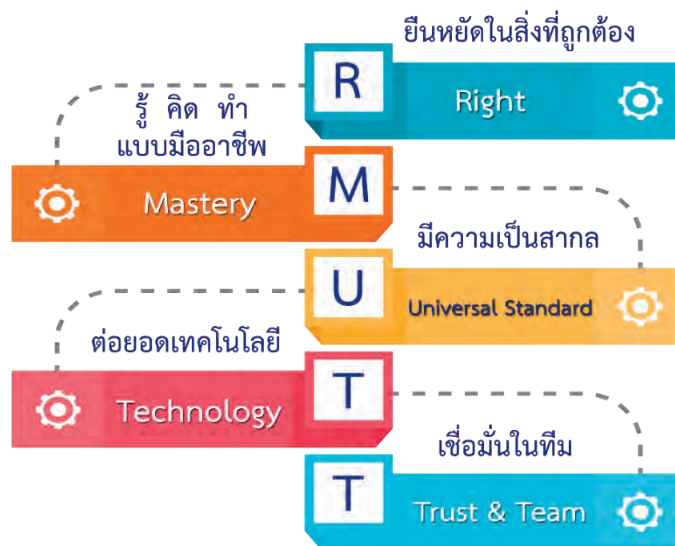 ยืนหยัดในสิ่งที่ถูกต้อง
R
Right
รู้ คิด ทำ
แบบมืออาชีพ
M
Mastery
มีความเป็นสากล
U
Universal Standard
ต่อยอดเทคโนโลยี
T
Technology
เชื่อมั่นในทีม
T
Trust & Team